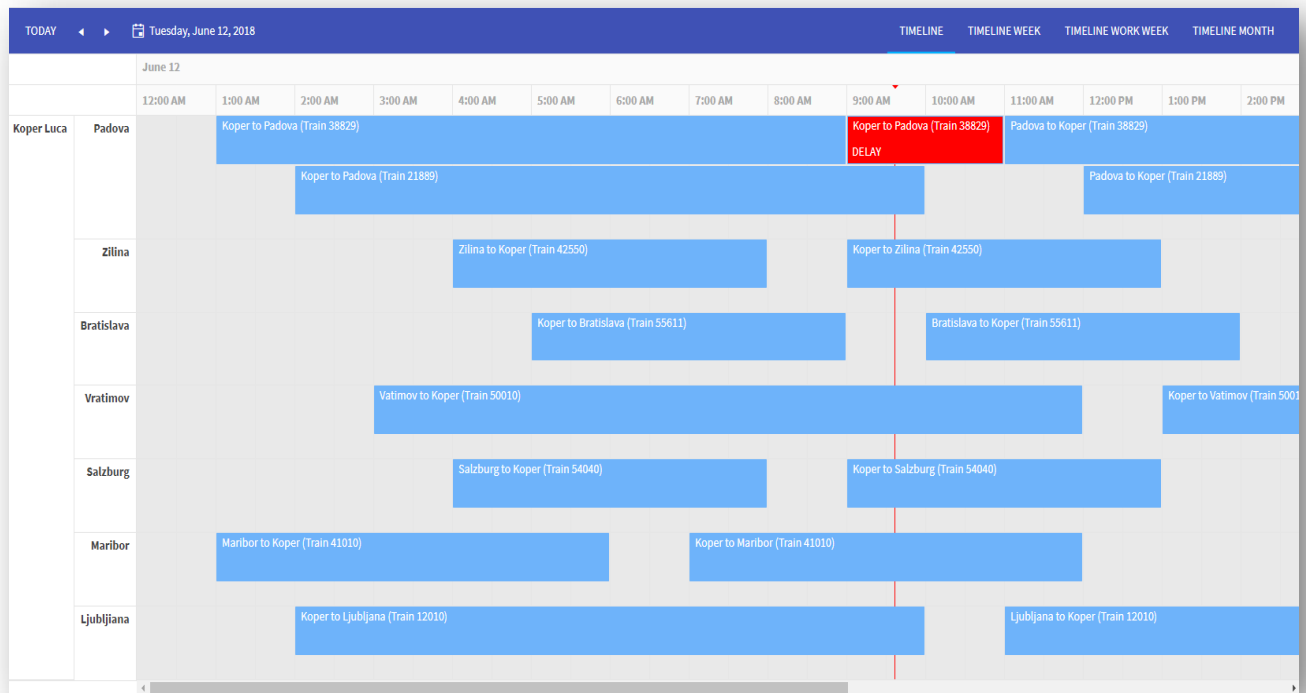 TODAY Tuesday, June 12, 2018 TIMELINE TIMELINE WEEK TIMELINE WORK WEEK TIMELINE MONTH
June 12
12:00 AM 1:00 AM 2:00 AM 3:00 AM 4:00 AM 5:00 AM 6:00 AM 7:00 AM 8:00 AM 9:00 AM 10:00 AM 11:00 AM 12:00 PM 1:00 PM 2:00 PM
Koper Luca Padova Koper to Padova (Train 38829) Koper to Padova (Train 38829) Padova to Koper (Train 38829)
DELAY
Koper to Padova (Train 21889) Padova to Koper (Train 21889)
Zilina Zilina to Koper (Train 42550) Koper to Zilina (Train 42550)
Bratislava Koper to Bratislava (Train 55611) Bratislava to Koper (Train 55611)
Vratimov Vatimov to Koper (Train 50010) Koper to Vatimov (Train 5001
Salzburg Salzburg to Koper (Train 54040) Koper to Salzburg (Train 54040)
Maribor Maribor to Koper (Train 41010) Koper to Maribor (Train 41010)
Ljubljiana Koper to Ljubljana (Train 12010) Ljubljana to Koper (Train 12010)